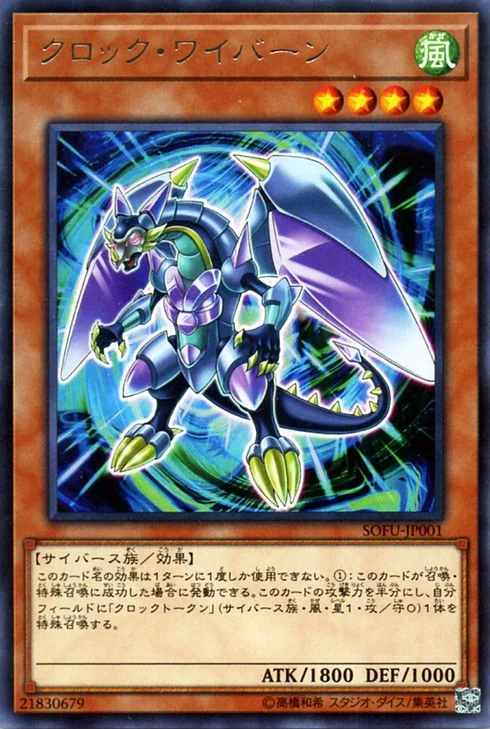 クロック・ワイバーン
風
SOFU-JP001
【サイバース族/効果】
このカード名の効果は1ターンに1度しか使用できない。①:このカードが召喚・
特殊召喚に成功した場合に発動できる。このカードの攻撃力を半分にし、自分
フィールドに「クロックトークン」(サイバース族・風・星1・攻/守0)1体を
特殊召喚する。
ATK/1800 DEF/1000
21830679
©高橋和希 スタジオ・ダイス/集英社